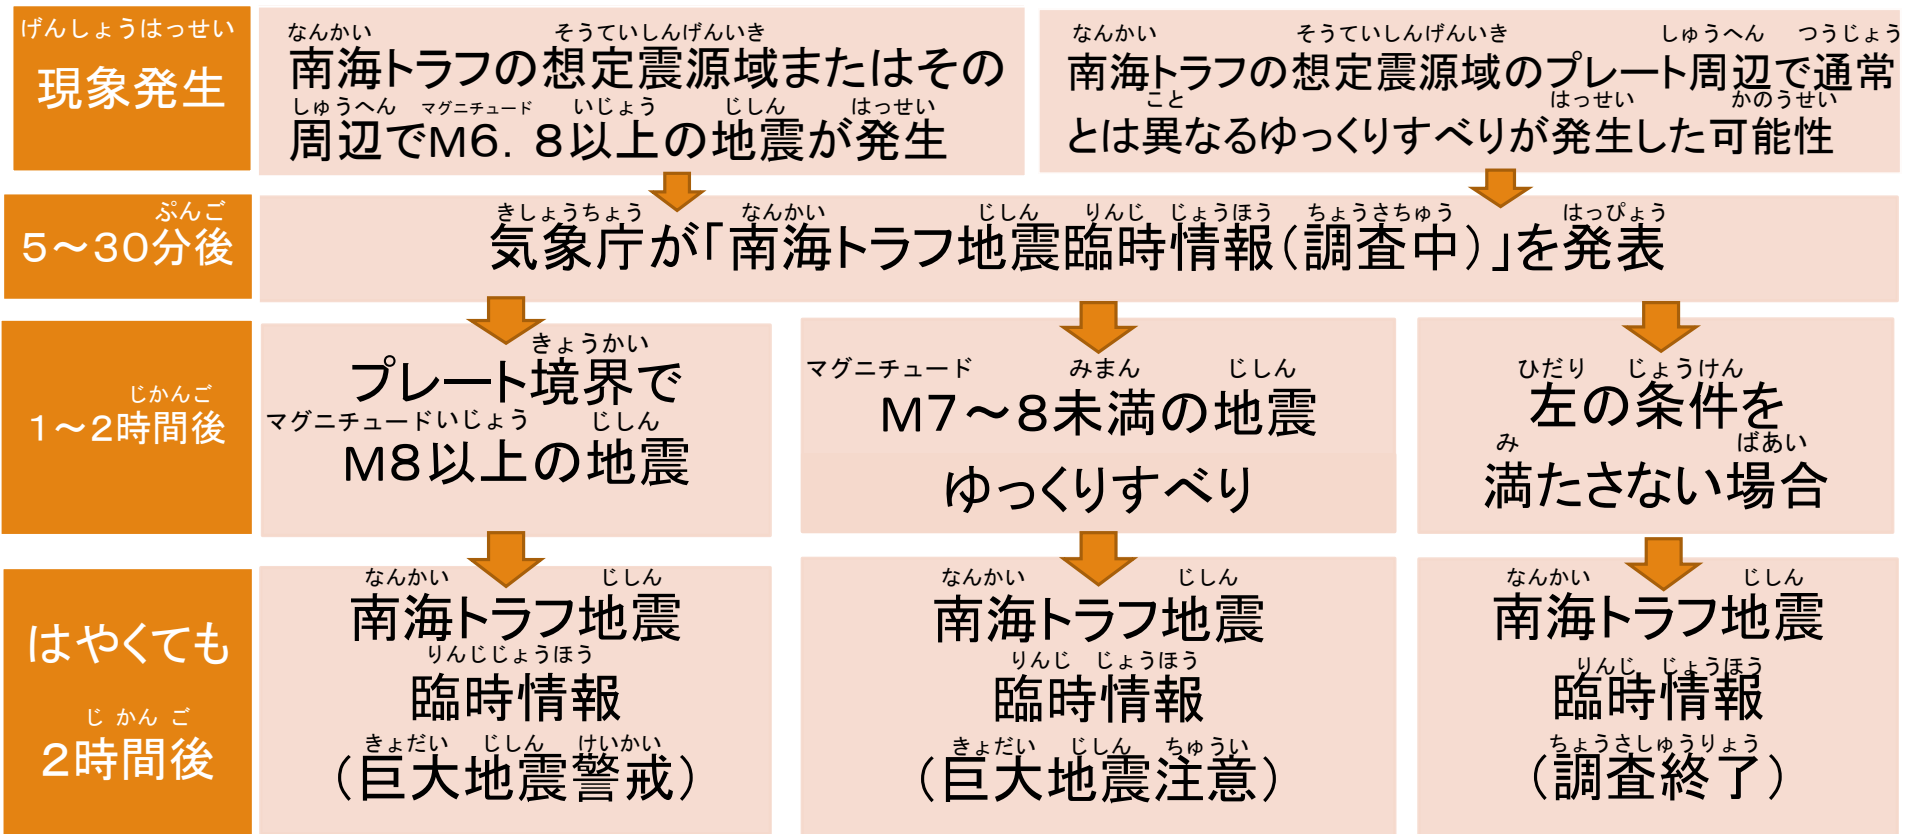 げんしょうはっせい
現象発生
なんかい そうていしんげんいき
南海トラフの想定震源域またはその
しゅうへん マグニチュード いじょう じしん はっせい
周辺でM6．8以上の地震が発生
なんかい そうていしんげんいき しゅうへん つうじょう
南海トラフの想定震源域のプレート周辺で通常
こと はっせい かのうせい
とは異なるゆっくりすべりが発生した可能性
ぷんご
5～30分後
きしょうちょう なんかい じしん りんじ じょうほう ちょうさちゅう はっぴょう
気象庁が「南海トラフ地震臨時情報（調査中）」を発表
じかんご
1～2時間後
きょうかい
プレート境界で
マグニチュードいじょう じしん
M8以上の地震
マグニチュード みまん じしん
M7～8未満の地震
ゆっくりすべり
ひだり じょうけん
左の条件を
み ばあい
満たさない場合
はやくても
じ かん ご
2時間後
なんかい じしん
南海トラフ地震
りんじじょうほう
臨時情報
きょだい じしん けいかい
（巨大地震警戒）
なんかい じしん
南海トラフ地震
りんじ じょうほう
臨時情報
きょだい じしん ちゅうい
（巨大地震注意）
なんかい じしん
南海トラフ地震
りんじ じょうほう
臨時情報
ちょうさしゅうりょう
（調査終了）